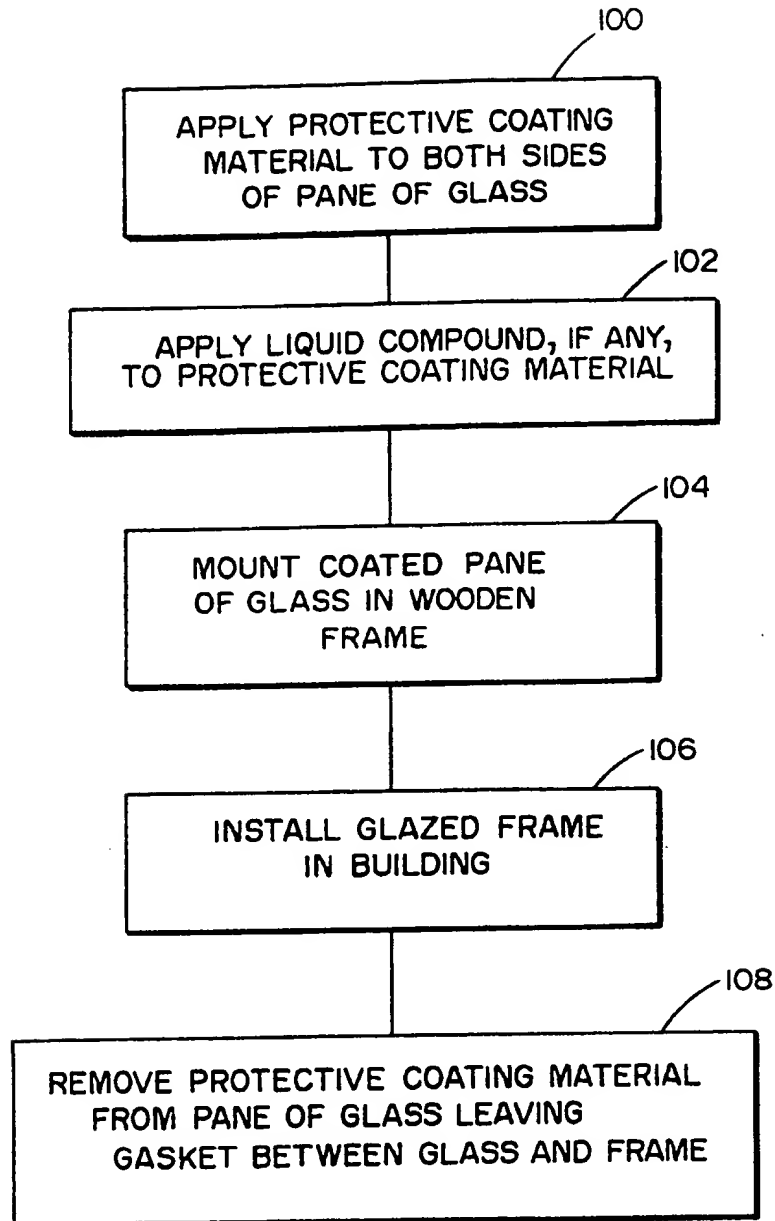 100
APPLY PROTECTIVE COATING
MATERIAL TO BOTH SIDES
OF PANE OF GLASS
102
APPLY LIQUID COMPOUND, IF ANY,
TO PROTECTIVE COATING MATERIAL
104
MOUNT COATED PANE
OF GLASS IN WOODEN
FRAME
106
INSTALL GLAZED FRAME
IN BUILDING
108
REMOVE PROTECTIVE COATING MATERIAL
FROM PANE OF GLASS LEAVING
GASKET BETWEEN GLASS AND FRAME